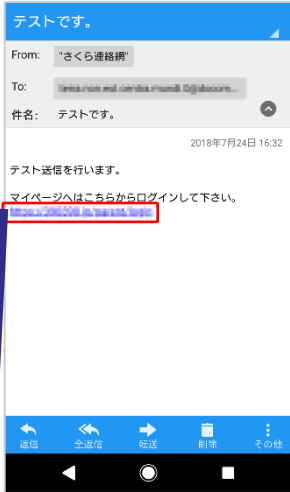 テストです。
From: "さくら連絡網"
To:
件名: テストです。
2018年7月24日 16:32
テスト送信を行います。
マイページへはこちらからログインして下さい。
返信 全返信 転送 削除 その他